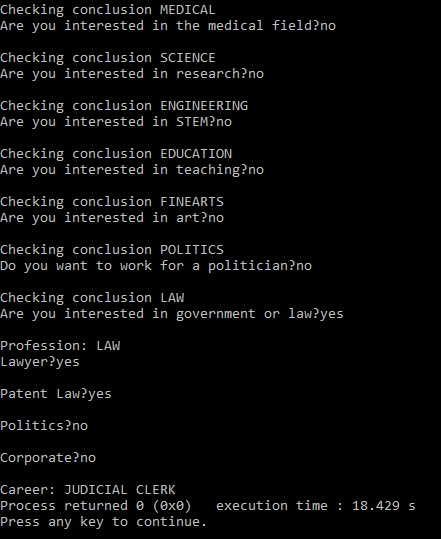 Checking conclusion MEDICAL
Are you interested in the medical field?no
Checking conclusion SCIENCE
Are you interested in research?no
Checking conclusion ENGINEERING
Are you interested in STEM?no
Checking conclusion EDUCATION
Are you interested in teaching?no
Checking conclusion FINEARTS
Are you interested in art?no
Checking conclusion POLITICS
Do you want to work for a politician?no
Checking conclusion LAW
Are you interested in government or law?yes
Profession: LAW
Lawyer?yes
Patent Law?yes
Politics?no
Corporate?no
Career: JUDICIAL CLERK
Process returned 0 (0x0)   execution time : 18.429 s
Press any key to continue.